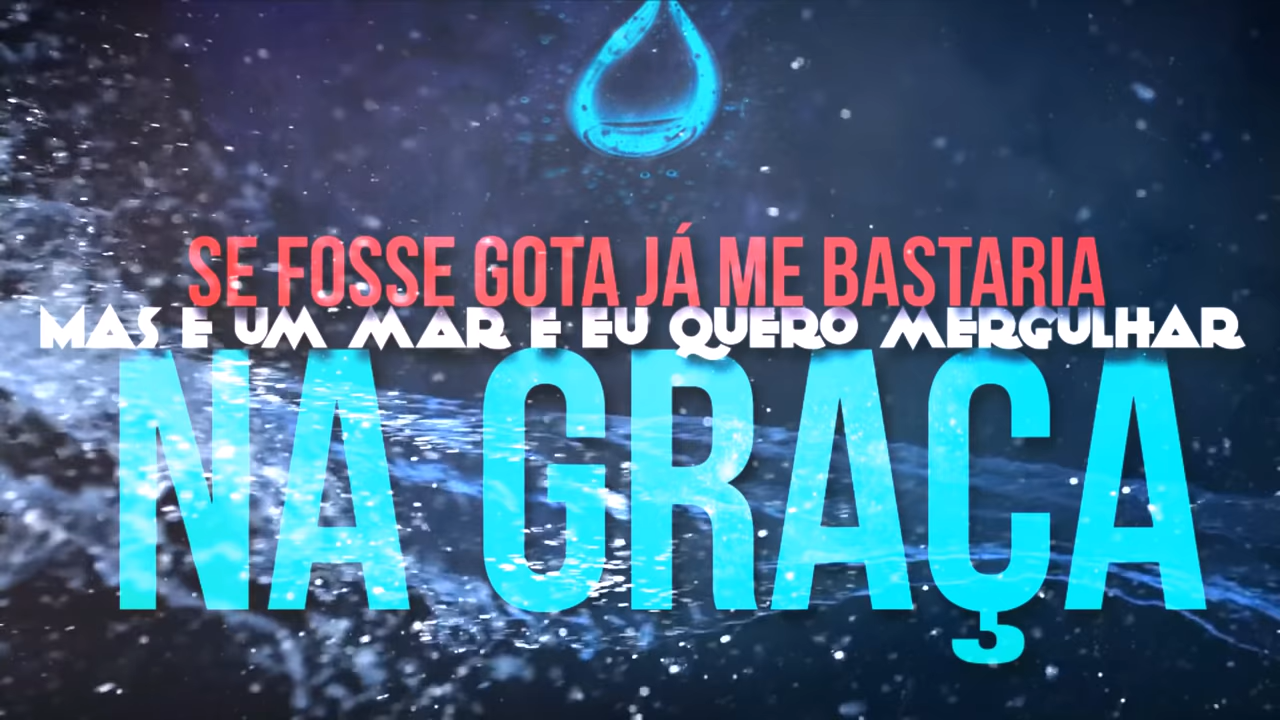 SE FOSSE GOTA JÁ ME BASTARIA
MAS E UM MAR E EU QUERO MERGULHAR
NA GRAÇA